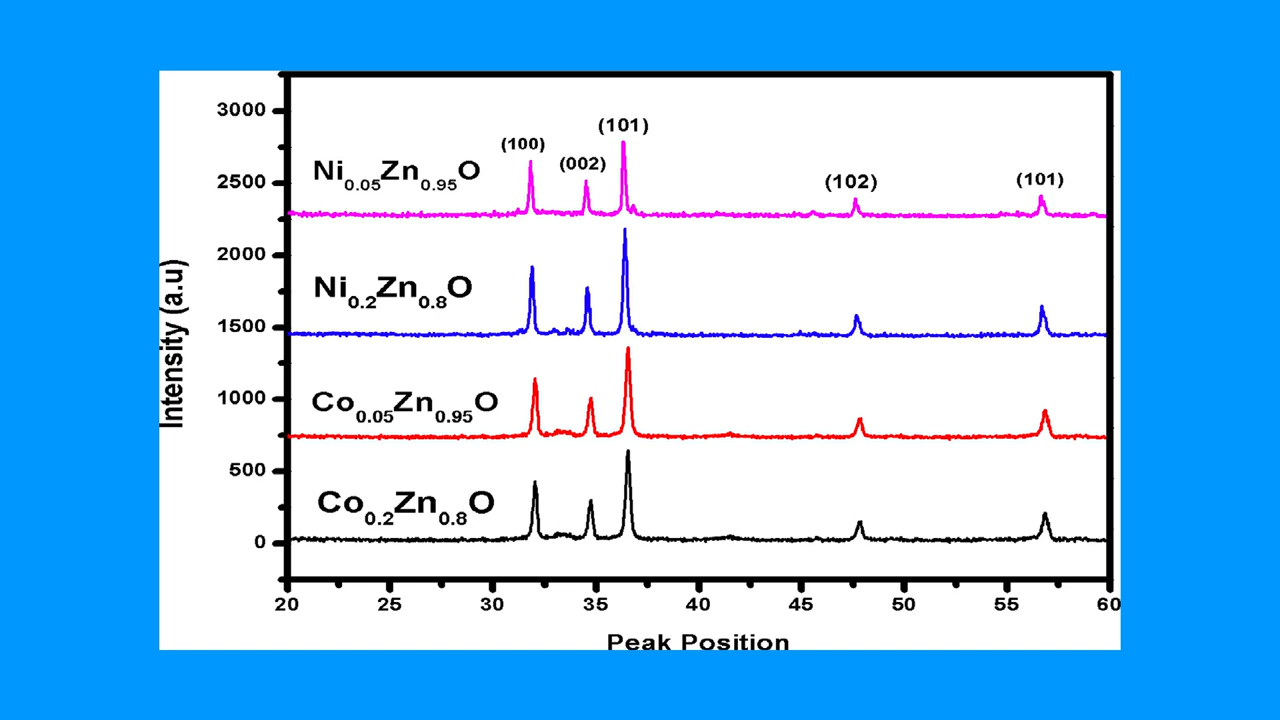 3000
(101)
(100)
(002)
Ni0.05Zn0.95O
2500
(102)
(101)
2000
Ni0.2Zn0.8O
1500
Intensity (a.u)
1000
Co0.05Zn0.95O
500
Co0.2Zn0.8O
0
20 25 30 35 40 45 50 55 60
Peak Position